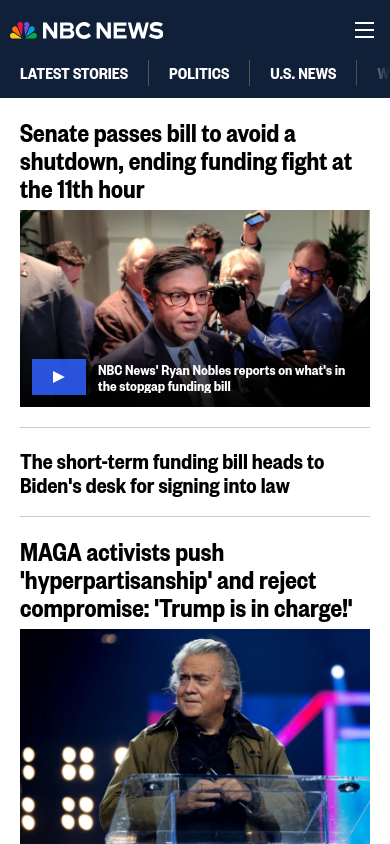 NBC NEWS
LATEST STORIES
POLITICS
U.S. NEWS
Senate passes bill to avoid a
shutdown, ending funding fight at
the 11th hour
NBC News' Ryan Nobles reports on what's in
the stopgap funding bill
The short-term funding bill heads to
Biden's desk for signing into law
MAGA activists push
'hyperpartisanship' and reject
compromise: 'Trump is in charge!'